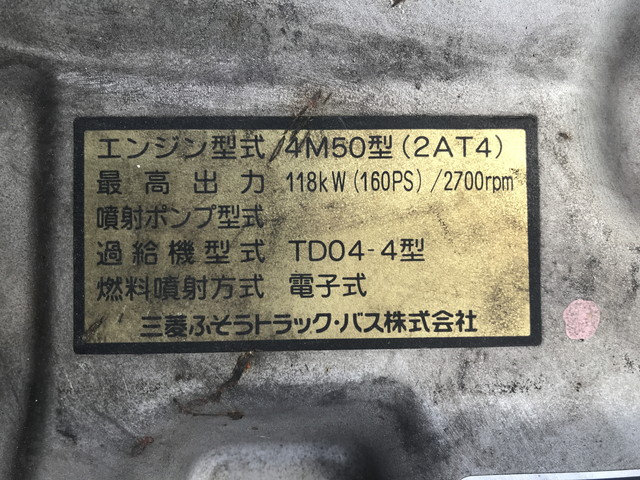 エンジン型式 4M50型(2AT4)
最高出力 118kW(160PS)/2700rpm
噴射ポンプ型式
過給機型式 TD04-4型
燃料噴射方式 電子式
三菱ふそうトラック・バス株式会社